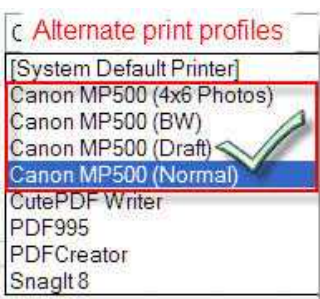 C Alternate print profiles
[System Default Printer]
Canon MP500 (4x6 Photos)
Canon MP500 (BW)
Canon MP500 (Draft)
Canon MP500 (Normal)
CutePDF Writer
PDF995
PDFCreator
SnagIt 8